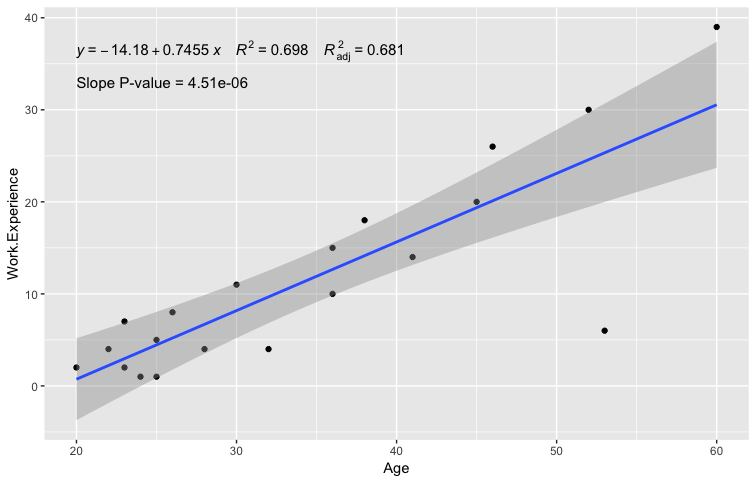 y = − 14.18 + 0.7455 x R² = 0.698 R²adj = 0.681
Slope P-value = 4.51e-06
40
30
20
10
0
Work.Experience
20 30 40 50 60
Age